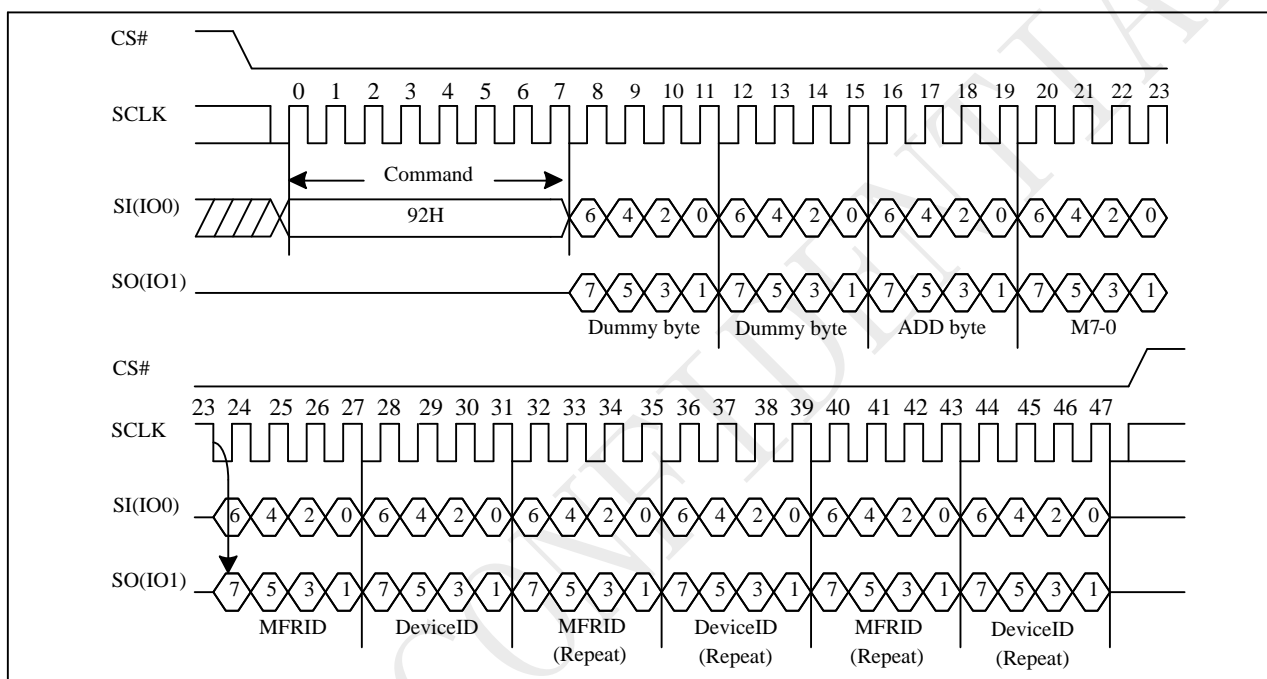 CS#
0 1 2 3 4 5 6 7 8 9 10 11 12 13 14 15 16 17 18 19 20 21 22 23
SCLK
Command
SI(IO0) 92H 6 4 2 0 6 4 2 0 6 4 2 0 6 4 2 0
SO(IO1) 7 5 3 1 7 5 3 1 7 5 3 1 7 5 3 1
Dummy byte Dummy byte ADD byte M7-0
CS#
23 24 25 26 27 28 29 30 31 32 33 34 35 36 37 38 39 40 41 42 43 44 45 46 47
SCLK
SI(IO0) 6 4 2 0 6 4 2 0 6 4 2 0 6 4 2 0 6 4 2 0 6 4 2 0
SO(IO1) 7 5 3 1 7 5 3 1 7 5 3 1 7 5 3 1 7 5 3 1 7 5 3 1
MFRID DeviceID MFRID DeviceID MFRID DeviceID
(Repeat) (Repeat) (Repeat) (Repeat)
CONFIDENTIA